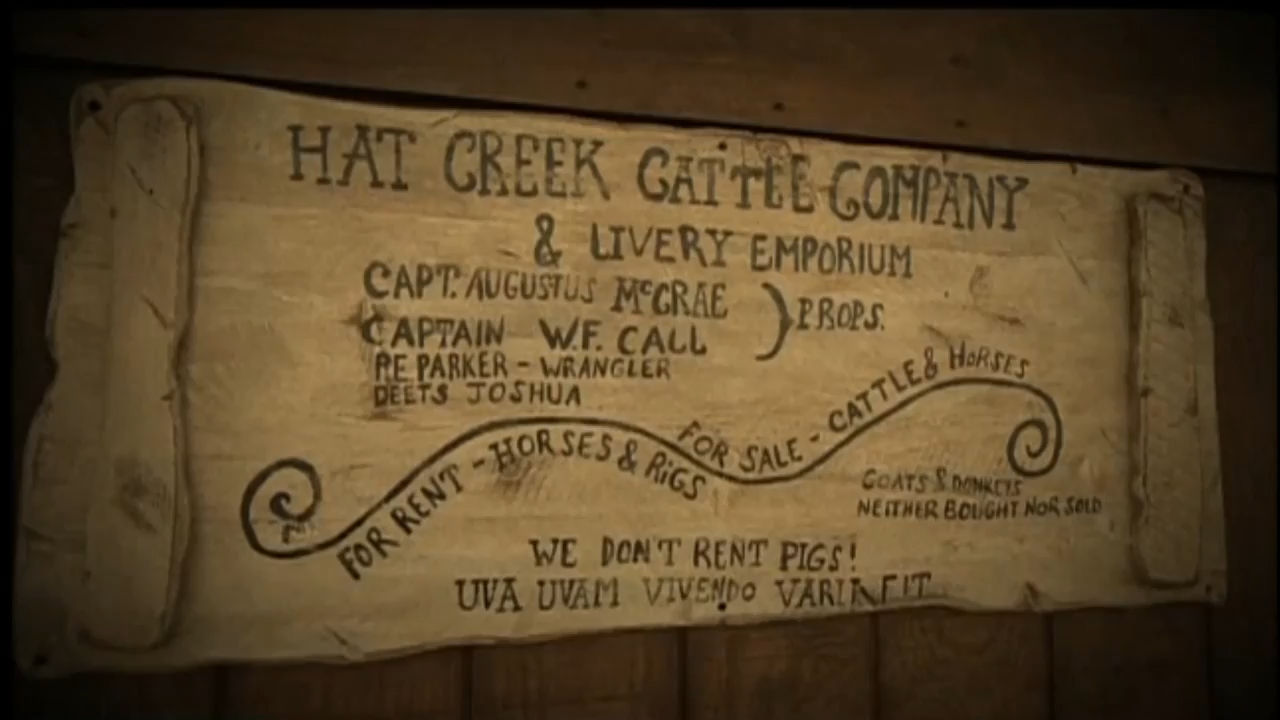 HAT CREEK CATTLE COMPANY
& LIVERY EMPORIUM
CAPT. AUGUSTUS McCRAE
CAPTAIN W.F. CALL
PROPS.
P.E PARKER - WRANGLER
DEETS JOSHUA
FOR RENT - HORSES & RiGS
FOR SALE - CATTLE & HORSES
GOATS & DONKEYS
NEITHER BOUGHT NOR SOLD
WE DON'T RENT PIGS!
UVA UVAM VIVENDO VARIA FIT